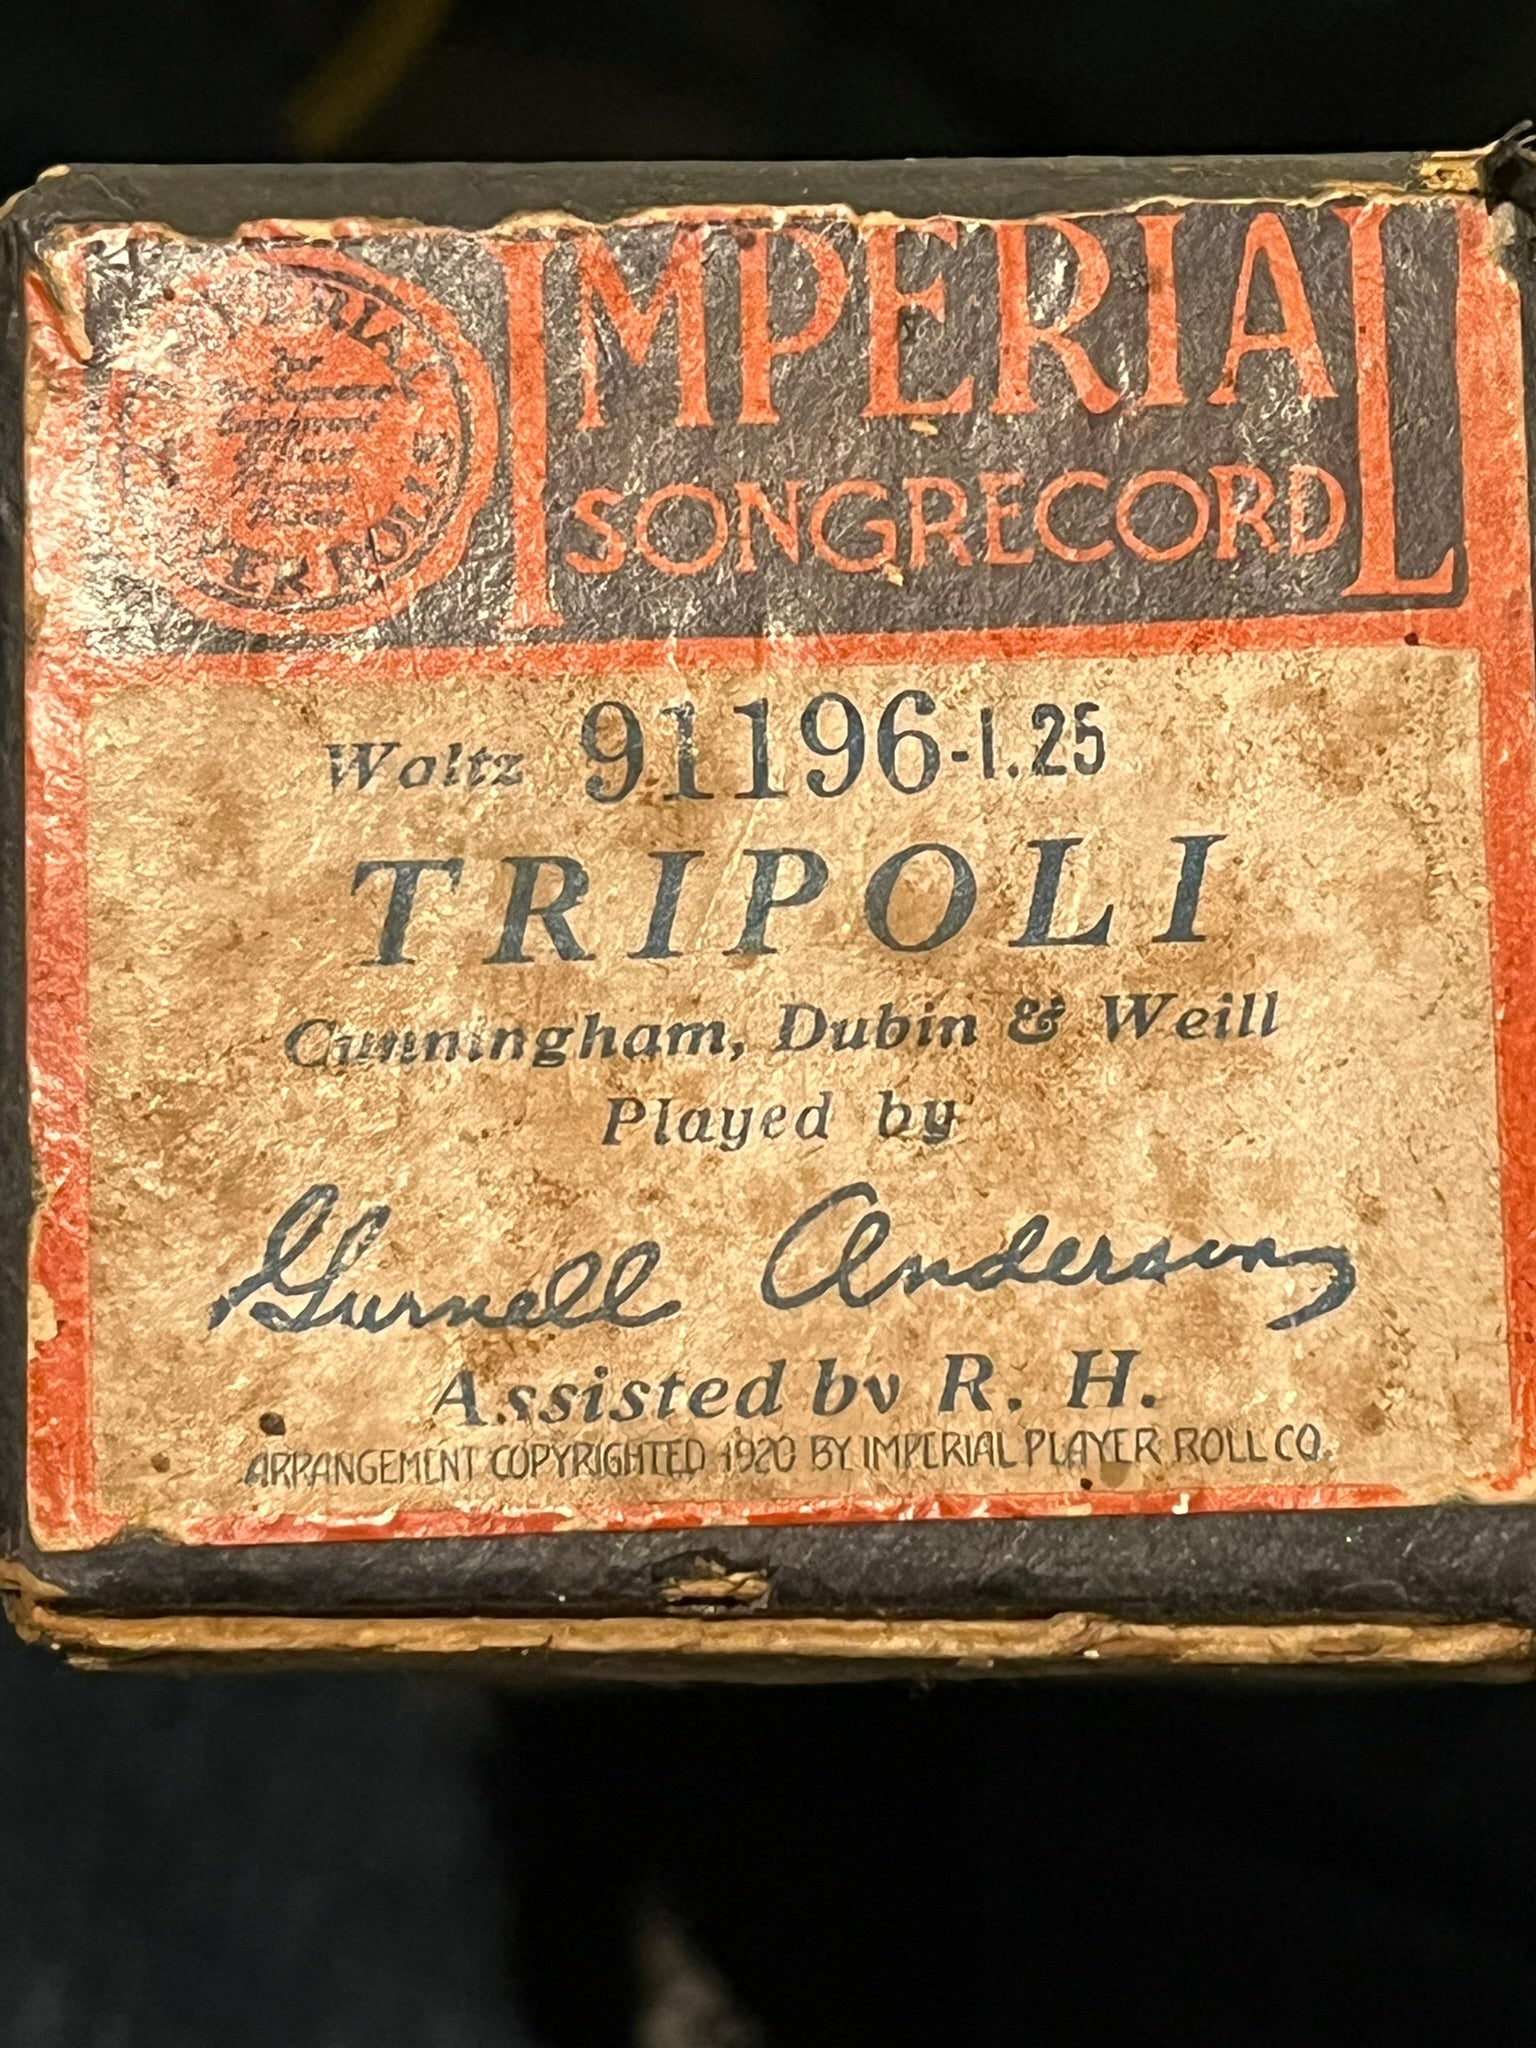 IMPERIAL
SONGRECORD
Waltz 91196-1.25
TRIPOLI
Cunningham, Dubin & Weill
Played by
Gurnell Anderson
Assisted by R. H.
ARRANGEMENT COPYRIGHTED 1920 BY IMPERIAL PLAYER ROLL CO.